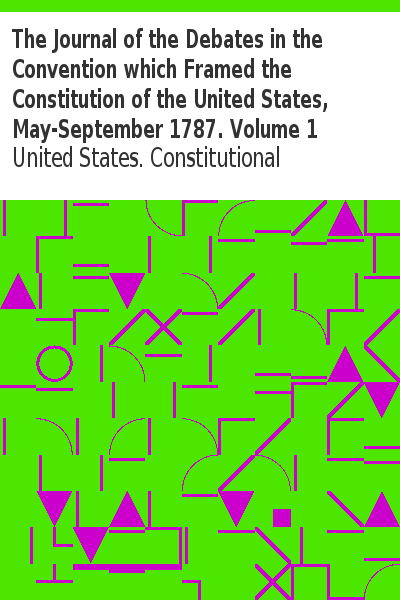 The Journal of the Debates in the
Convention which Framed the
Constitution of the United States,
May-September 1787. Volume 1
United States. Constitutional